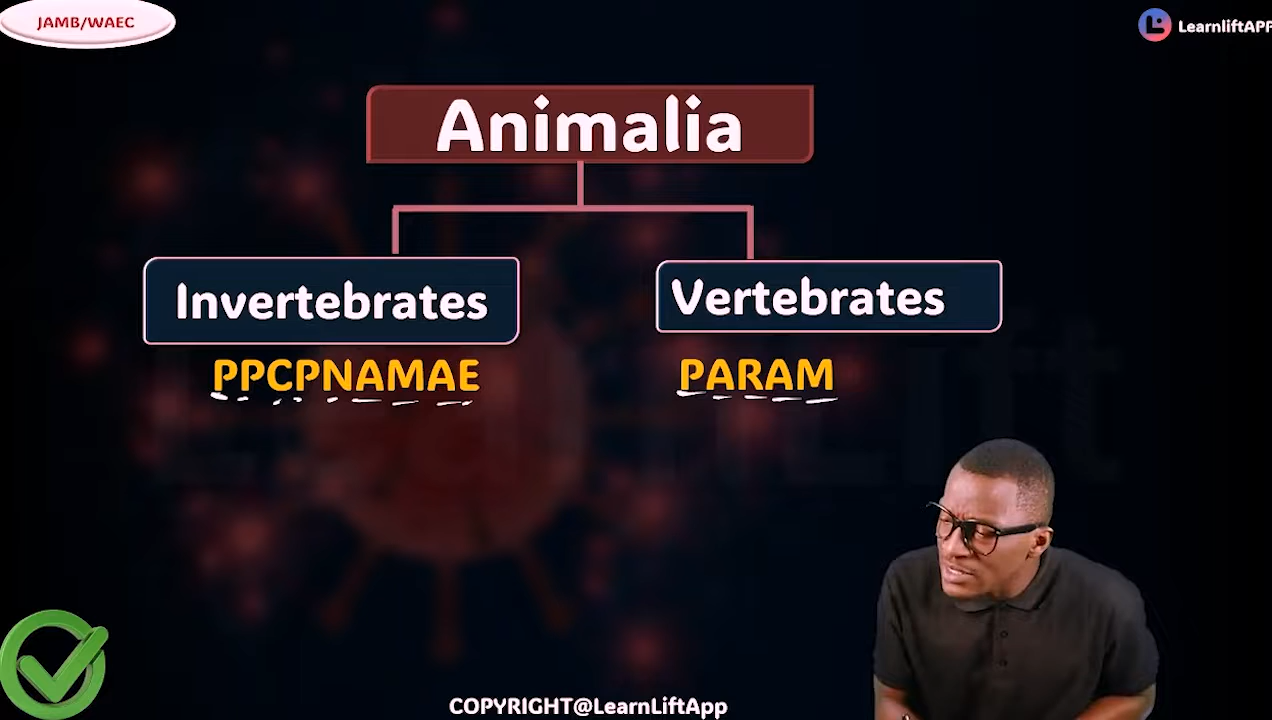 JAMB/WAEC
LearnliftAPP
Animalia
Invertebrates
Vertebrates
PPCPNAMAE
PARAM
COPYRIGHT@LearnLiftApp